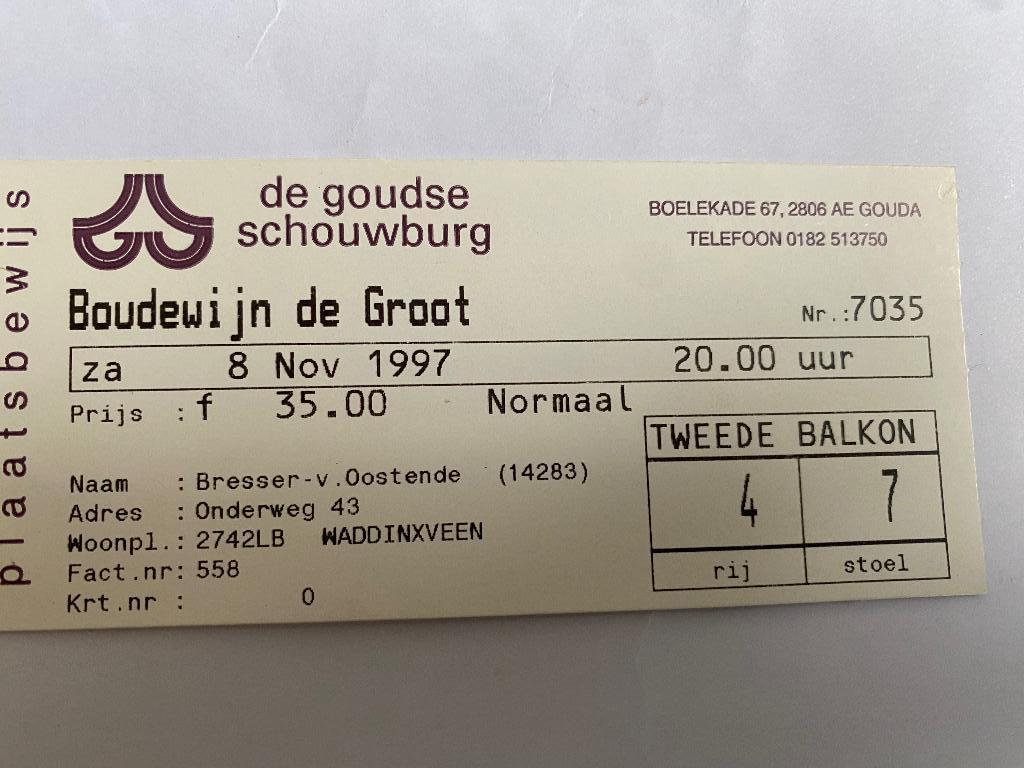 plaatsbewijs
de goudse
schouwburg
BOELEKADE 67, 2806 AE GOUDA
TELEFOON 0182 513750
Boudewijn de Groot
Nr.:7035
za 8 Nov 1997 20.00 uur
Prijs : f 35.00 - Normaal
TWEEDE BALKON
4 7
rij stoel
Naam : Bresser-v.Oostende (14283)
Adres : Onderweg 43
Woonpl.: 2742LB WADDINXVEEN
Fact.nr: 558
Krt.nr : 0